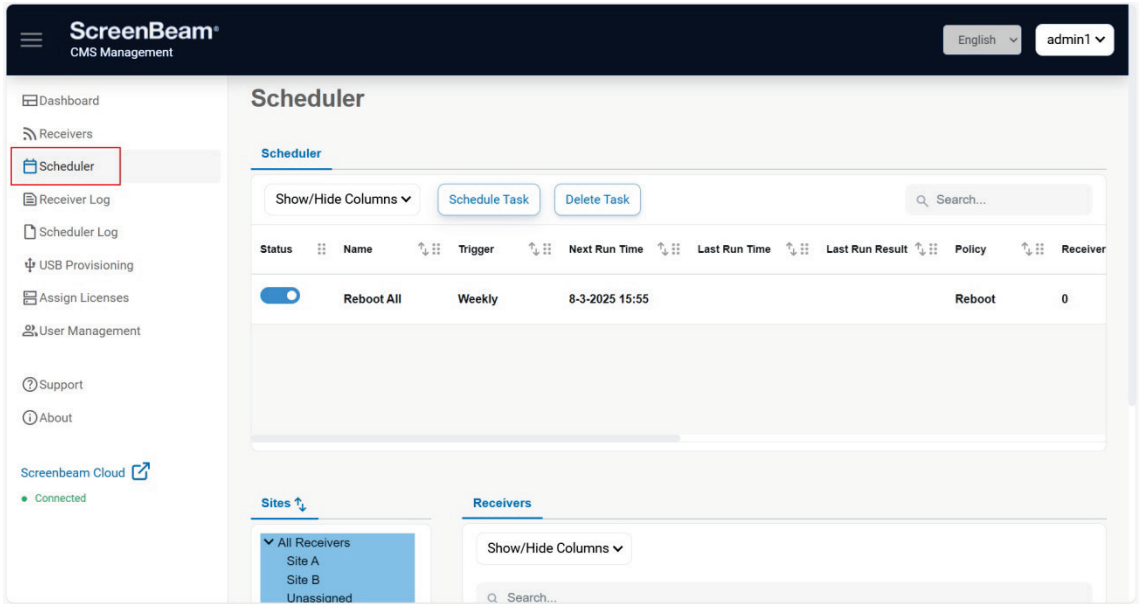 ScreenBeam®
CMS Management
English
admin1
Dashboard
Receivers
Scheduler
Receiver Log
Scheduler Log
USB Provisioning
Assign Licenses
User Management
Support
About
Screenbeam Cloud
Connected
Scheduler
Scheduler
Show/Hide Columns Schedule Task Delete Task Search...
Status Name Trigger Next Run Time Last Run Time Last Run Result Policy Receiver
Reboot All Weekly 8-3-2025 15:55 Reboot 0
Sites
All Receivers
Site A
Site B
Unassigned
Receivers
Show/Hide Columns
Search...